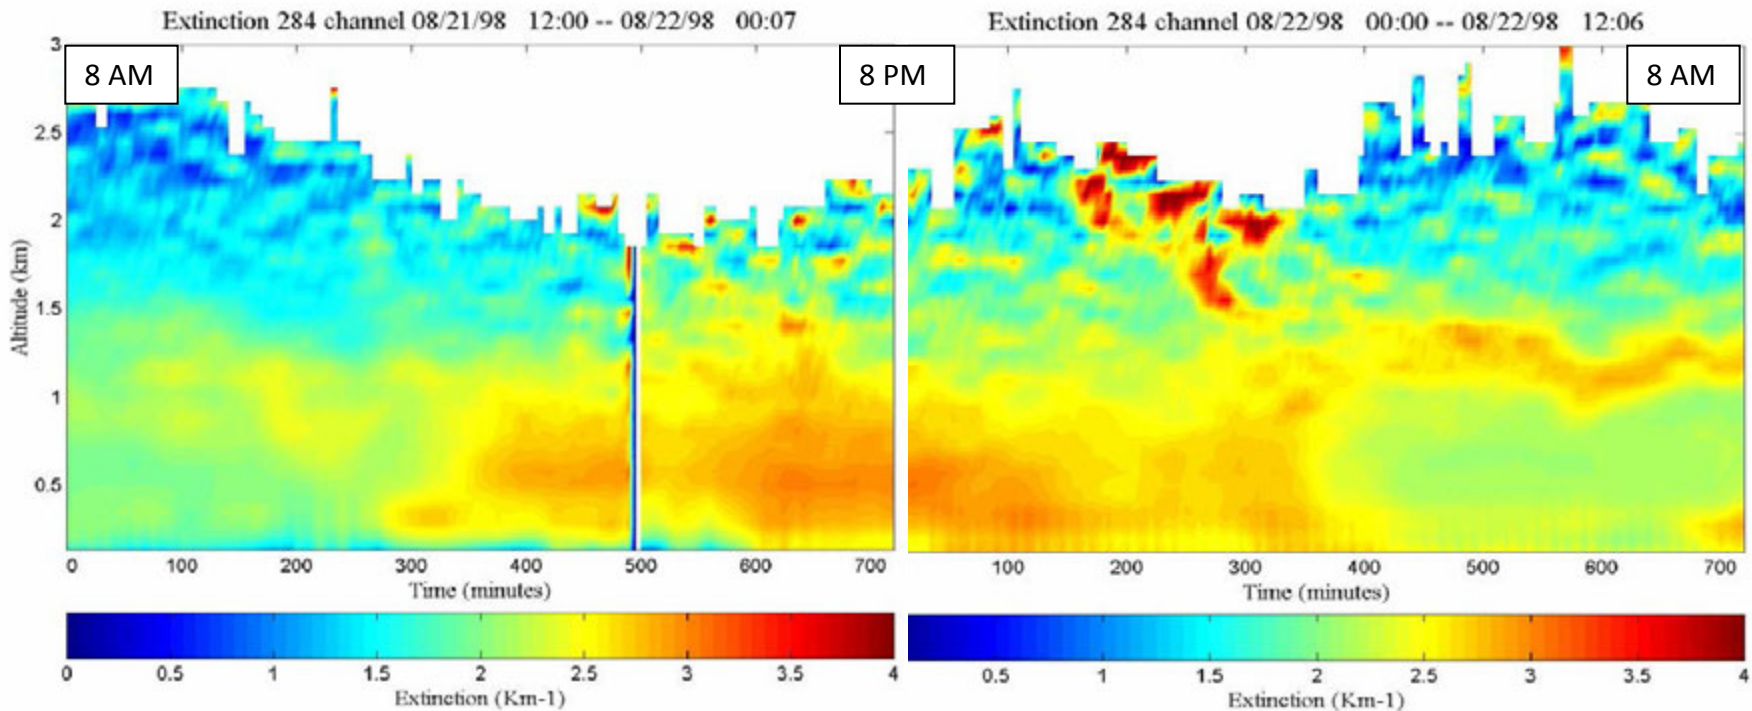 Extinction 284 channel 08/21/98 12:00 -- 08/22/98 00:07
Extinction 284 channel 08/22/98 00:00 -- 08/22/98 12:06
8 AM
8 PM
8 AM
3
2.5
2
1.5
1
0.5
Altitude (km)
0 100 200 300 400 500 600 700
Time (minutes)
100 200 300 400 500 600 700
Time (minutes)
0 0.5 1 1.5 2 2.5 3 3.5 4
Extinction (Km-1)
0.5 1 1.5 2 2.5 3 3.5 4
Extinction (Km-1)